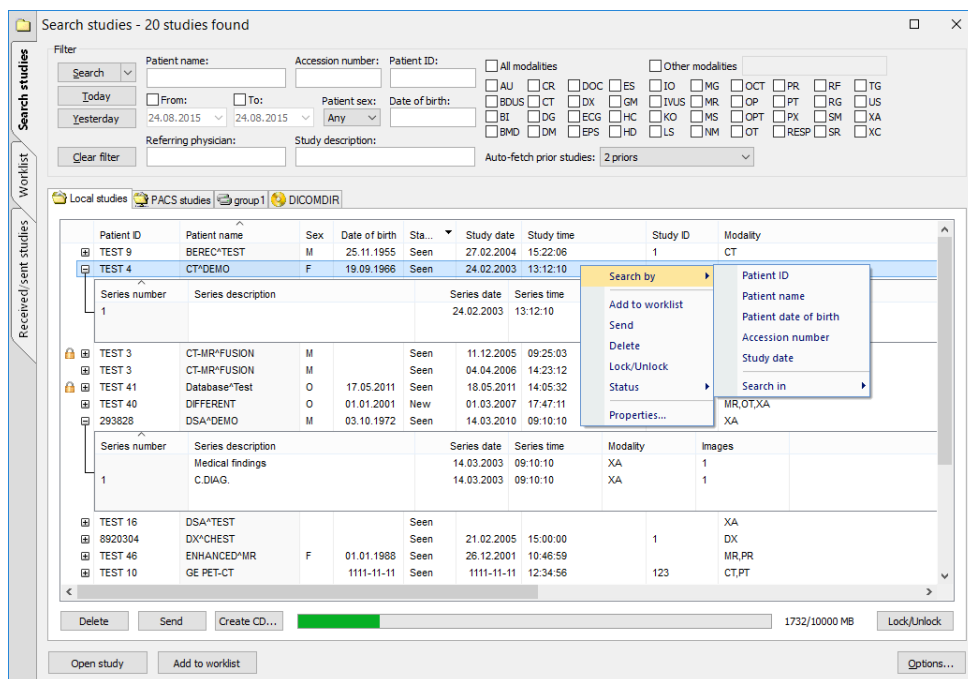 Search studies - 20 studies found
Search studies
Worklist
Received/sent studies
Filter
Search
Today
Yesterday
Clear filter
Patient name:
Accession number:
Patient ID:
From:
To:
Patient sex:
Date of birth:
24.08.2015
24.08.2015
Any
Referring physician:
Study description:
All modalities
Other modalities
AU CR DOC ES IO MG OCT PR RF TG
BDUS CT DX GM IVUS MR OP PT RG US
BI DG ECG HC KO MS OPT PX SM XA
BMD DM EPS HD LS NM OT RESP SR XC
Auto-fetch prior studies: 2 priors
Local studies PACS studies group1 DICOMDIR
Patient ID Patient name Sex Date of birth Sta... Study date Study time Study ID Modality
TEST 9 BEREC^TEST M 25.11.1955 Seen 27.02.2004 15:22:06 1 CT
TEST 4 CT^DEMO F 19.09.1966 Seen 24.02.2003 13:12:10
Series number Series description Series date Series time
1 24.02.2003 13:12:10
TEST 3 CT-MR^FUSION M Seen 11.12.2005 09:25:03
TEST 3 CT-MR^FUSION M Seen 04.04.2006 14:23:12
TEST 41 Database^Test O 17.05.2011 Seen 18.05.2011 14:05:32
TEST 40 DIFFERENT O 01.01.2001 New 01.03.2007 17:47:11 MR,OT,XA
293828 DSA^DEMO M 03.10.1972 Seen 14.03.2010 09:10:10 XA
Search by
Add to worklist
Send
Delete
Lock/Unlock
Status
Properties...
Patient ID
Patient name
Patient date of birth
Accession number
Study date
Search in
Series number Series description Series date Series time Modality Images
Medical findings 14.03.2003 09:10:10 XA 1
1 C.DIAG. 14.03.2003 09:10:10 XA 1
TEST 16 DSA^TEST Seen XA
8920304 DX^CHEST Seen 21.02.2005 15:00:00 1 DX
TEST 46 ENHANCED^MR F 01.01.1988 Seen 26.12.2001 10:46:59 MR,PR
TEST 10 GE PET-CT 1111-11-11 Seen 1111-11-11 12:34:56 123 CT,PT
Delete Send Create CD... 1732/10000 MB Lock/Unlock
Open study Add to worklist Options...